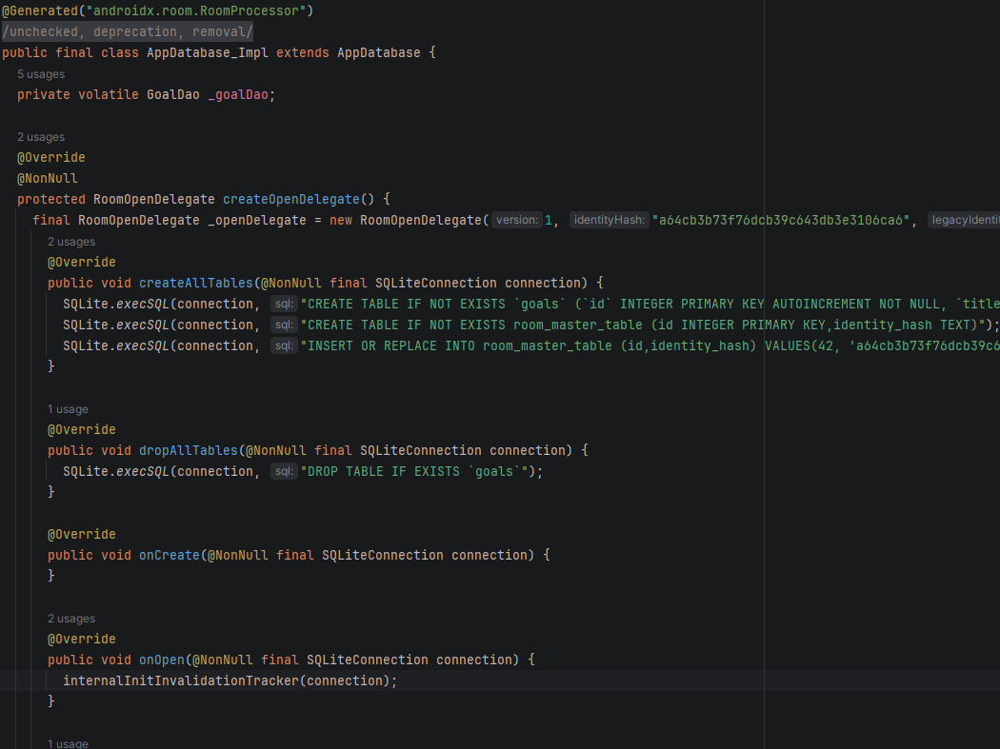 @Generated("androidx.room.RoomProcessor")
/unchecked, deprecation, removal/
public final class AppDatabase_Impl extends AppDatabase {
5 usages
private volatile GoalDao _goalDao;
2 usages
@Override
@NonNull
protected RoomOpenDelegate createOpenDelegate() {
final RoomOpenDelegate _openDelegate = new RoomOpenDelegate( version: 1, identityHash: "a64cb3b73f76dcb39c643db3e3106ca6", legacyIdentit
2 usages
@Override
public void createAllTables(@NonNull final SQLiteConnection connection) {
SQLite.execSQL(connection, sql: "CREATE TABLE IF NOT EXISTS `goals` (`id` INTEGER PRIMARY KEY AUTOINCREMENT NOT NULL, `title
SQLite.execSQL(connection, sql: "CREATE TABLE IF NOT EXISTS room_master_table (id INTEGER PRIMARY KEY,identity_hash TEXT)");
SQLite.execSQL(connection, sql: "INSERT OR REPLACE INTO room_master_table (id,identity_hash) VALUES(42, 'a64cb3b73f76dcb39c6
}
1 usage
@Override
public void dropAllTables(@NonNull final SQLiteConnection connection) {
SQLite.execSQL(connection, sql: "DROP TABLE IF EXISTS `goals`");
}
@Override
public void onCreate(@NonNull final SQLiteConnection connection) {
}
2 usages
@Override
public void onOpen(@NonNull final SQLiteConnection connection) {
internalInitInvalidationTracker(connection);
}
1 usage